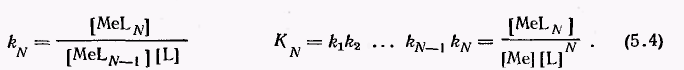 k_N = [MeL_N] / [MeL_{N−1}] [L]    K_N = k_1 k_2 ... k_{N−1} k_N = [MeL_N] / [Me] [L]^N . (5.4)